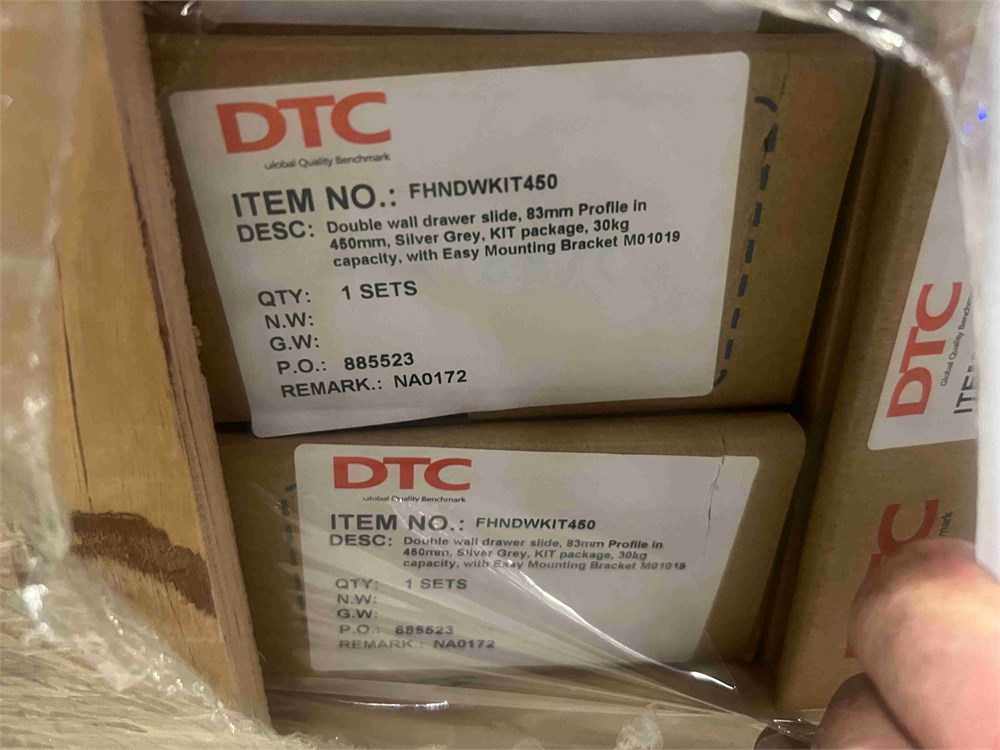 DTC
Global Quality Benchmark
ITEM NO.: FHNDWKIT450
DESC: Double wall drawer slide, 83mm Profile in
450mm, Silver Grey, KIT package, 30kg
capacity, with Easy Mounting Bracket M01019
QTY: 1 SETS
N.W:
G.W:
P.O.: 885523
REMARK.: NA0172
DTC
Global Quality Benchmark
ITEM NO.: FHNDWKIT450
DESC: Double wall drawer slide, 83mm Profile in
450mm, Silver Grey, KIT package, 30kg
capacity, with Easy Mounting Bracket M01019
QTY: 1 SETS
N.W:
G.W:
P.O.: 885523
REMARK.: NA0172
DTC
Global Quality